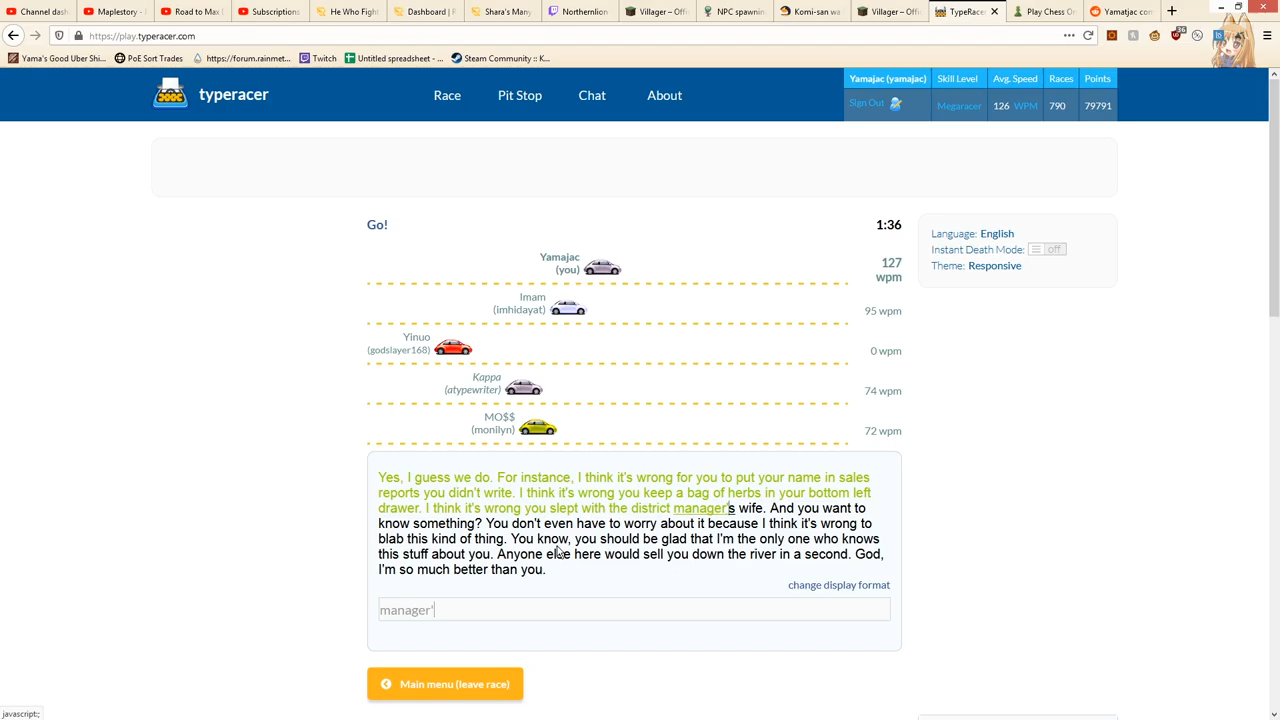 Channel dash
Maplestory - I
Road to Max
Subscriptions
He Who Fight
Dashboard | R
Shara's Many
Northernlion
Villager – Offi
NPC spawnin
Komi-san wa
Villager – Offi
TypeRacer
Play Chess On
Yamajac com
https://play.typeracer.com
36
Yama's Good Uber Shi...
PoE Sort Trades
https://forum.rainmet...
Twitch
Untitled spreadsheet - ...
Steam Community :: K...
typeracer
Race
Pit Stop
Chat
About
Yamajac (yamajac)
Skill Level
Avg. Speed
Races
Points
Sign Out
Megaracer
126 WPM
790
79791
Go!
1:36
Language: English
Instant Death Mode: off
Theme: Responsive
Yamajac
(you)
127
wpm
Imam
(imhidayat)
95 wpm
Yinuo
(godslayer168)
0 wpm
Kappa
(atypewriter)
74 wpm
MO$$
(monilyn)
72 wpm
Yes, I guess we do. For instance, I think it's wrong for you to put your name in sales
reports you didn't write. I think it's wrong you keep a bag of herbs in your bottom left
drawer. I think it's wrong you slept with the district manager's wife. And you want to
know something? You don't even have to worry about it because I think it's wrong to
blab this kind of thing. You know, you should be glad that I'm the only one who knows
this stuff about you. Anyone else here would sell you down the river in a second. God,
I'm so much better than you.
change display format
manager'
Main menu (leave race)
javascript:;